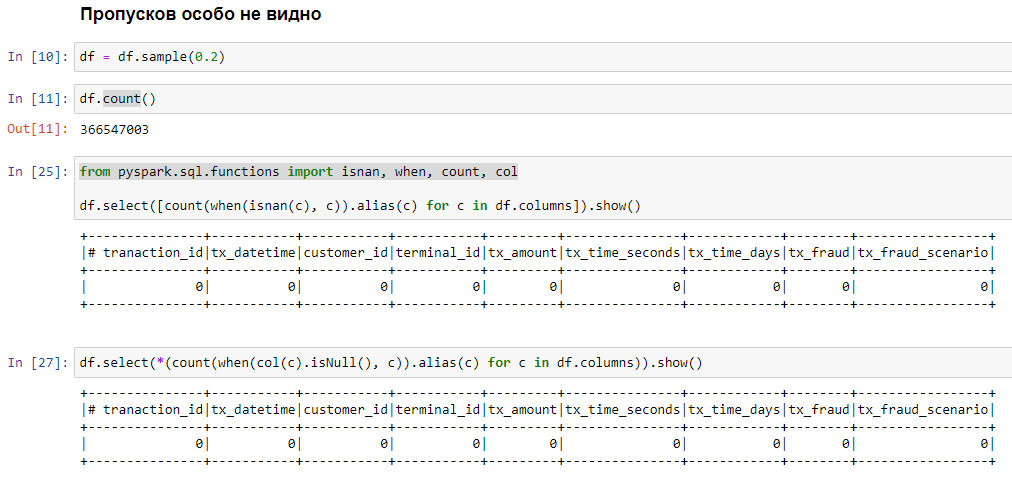 Пропусков особо не видно
In [10]: df = df.sample(0.2)
In [11]: df.count()
Out[11]: 366547003
In [25]: from pyspark.sql.functions import isnan, when, count, col
df.select([count(when(isnan(c), c)).alias(c) for c in df.columns]).show()
+---------------+-----------+-----------+-----------+---------+---------------+------------+--------+-----------------+
|# tranaction_id|tx_datetime|customer_id|terminal_id|tx_amount|tx_time_seconds|tx_time_days|tx_fraud|tx_fraud_scenario|
+---------------+-----------+-----------+-----------+---------+---------------+------------+--------+-----------------+
|              0|          0|          0|          0|        0|              0|           0|       0|                0|
+---------------+-----------+-----------+-----------+---------+---------------+------------+--------+-----------------+
In [27]: df.select(*(count(when(col(c).isNull(), c)).alias(c) for c in df.columns)).show()
+---------------+-----------+-----------+-----------+---------+---------------+------------+--------+-----------------+
|# tranaction_id|tx_datetime|customer_id|terminal_id|tx_amount|tx_time_seconds|tx_time_days|tx_fraud|tx_fraud_scenario|
+---------------+-----------+-----------+-----------+---------+---------------+------------+--------+-----------------+
|              0|          0|          0|          0|        0|              0|           0|       0|                0|
+---------------+-----------+-----------+-----------+---------+---------------+------------+--------+-----------------+